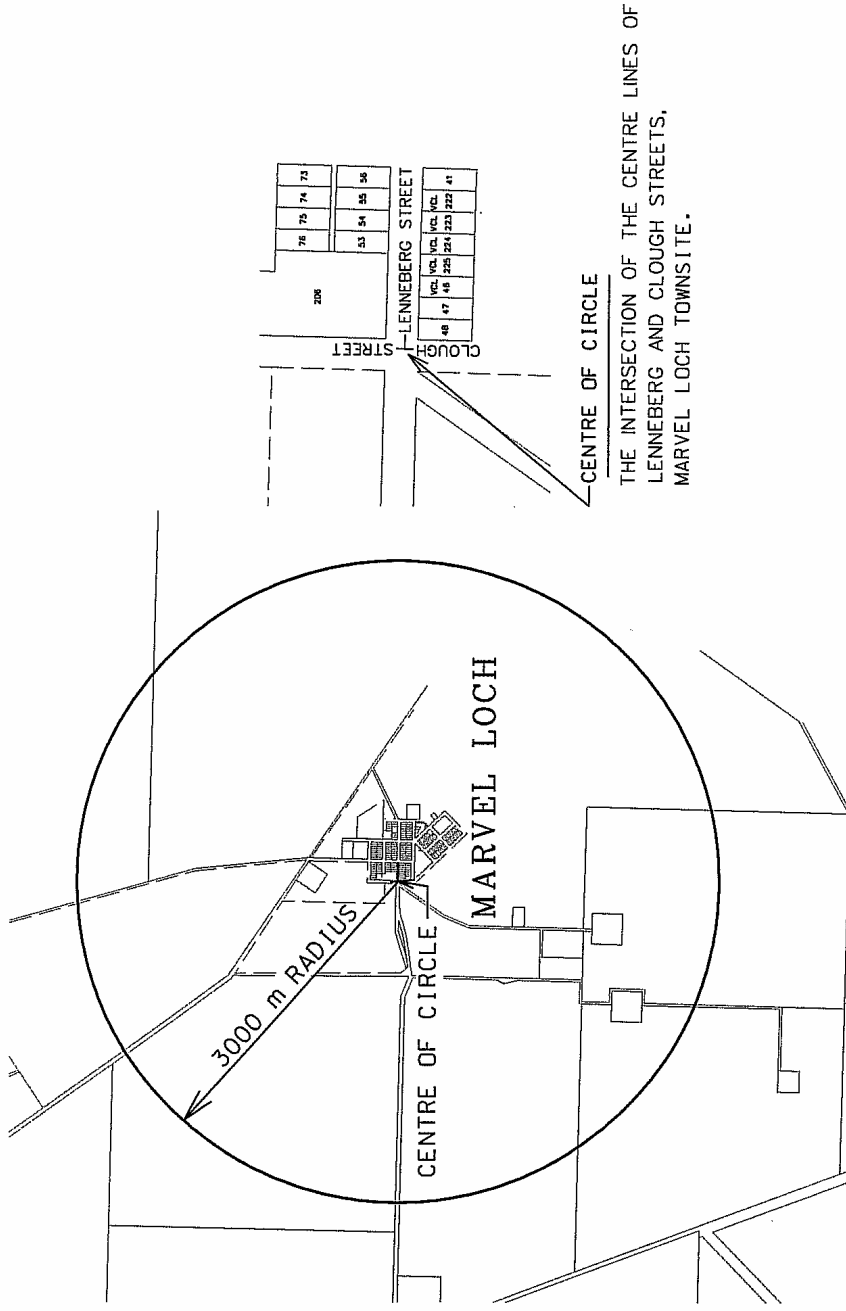 3000 m RADIUS
CENTRE OF CIRCLE
MARVEL LOCH
76 75 74 73
206
53 54 55 56
LENNEBERG STREET
CLOUGH STREET
VCL VCL VCL VCL VCL
48 47 46 225 224 223 222 41
CENTRE OF CIRCLE
THE INTERSECTION OF THE CENTRE LINES OF
LENNEBERG AND CLOUGH STREETS,
MARVEL LOCH TOWNSITE.